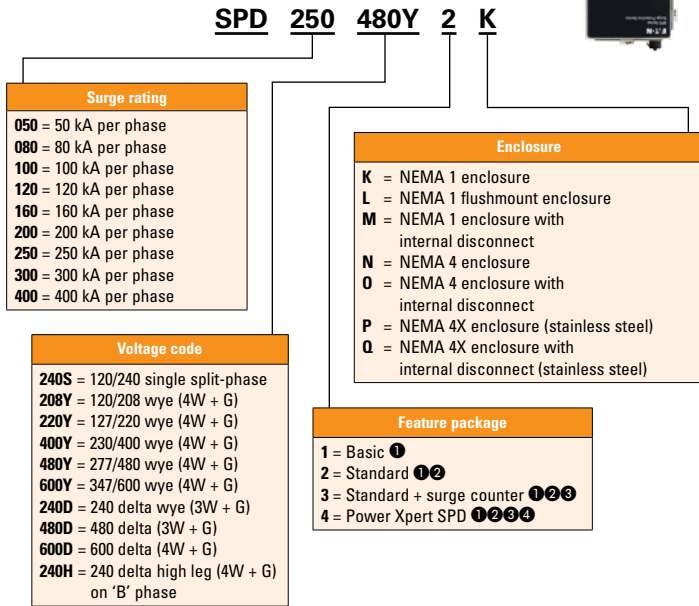 SPD 250 480Y 2 K
Surge rating
050 = 50 kA per phase
080 = 80 kA per phase
100 = 100 kA per phase
120 = 120 kA per phase
160 = 160 kA per phase
200 = 200 kA per phase
250 = 250 kA per phase
300 = 300 kA per phase
400 = 400 kA per phase
Voltage code
240S = 120/240 single split-phase
208Y = 120/208 wye (4W + G)
220Y = 127/220 wye (4W + G)
400Y = 230/400 wye (4W + G)
480Y = 277/480 wye (4W + G)
600Y = 347/600 wye (4W + G)
240D = 240 delta wye (3W + G)
480D = 480 delta (3W + G)
600D = 600 delta (4W + G)
240H = 240 delta high leg (4W + G)
on ‘B’ phase
Feature package
1 = Basic ❶
2 = Standard ❶❷
3 = Standard + surge counter ❶❷❸
4 = Power Xpert SPD ❶❷❸❹
Enclosure
K = NEMA 1 enclosure
L = NEMA 1 flushmount enclosure
M = NEMA 1 enclosure with
internal disconnect
N = NEMA 4 enclosure
O = NEMA 4 enclosure with
internal disconnect
P = NEMA 4X enclosure (stainless steel)
Q = NEMA 4X enclosure with
internal disconnect (stainless steel)